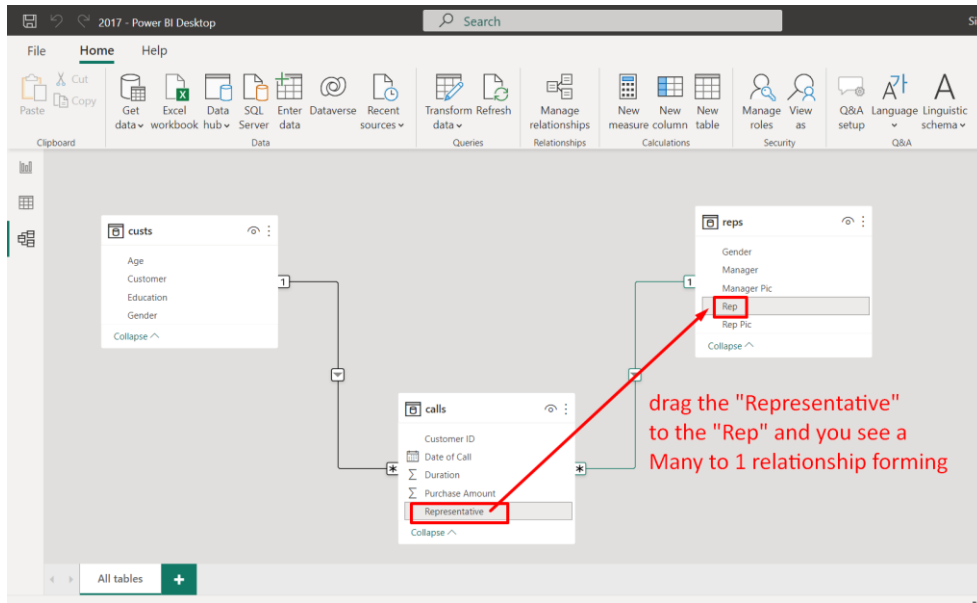 2017 - Power BI Desktop
Search
Si
File Home Help
Paste
Cut
Copy
Clipboard
Get data
Excel workbook
Data hub
SQL Server
Enter data
Dataverse
Recent sources
Data
Transform data
Refresh
Queries
Manage relationships
Relationships
New measure
New column
New table
Calculations
Manage roles
View as
Security
Q&A setup
Language
Linguistic schema
Q&A
custs
Age
Customer
Education
Gender
Collapse
1
reps
Gender
Manager
Manager Pic
Rep
Rep Pic
Collapse
1
calls
Customer ID
Date of Call
Σ Duration
Σ Purchase Amount
Representative
Collapse
*
*
drag the "Representative"
to the "Rep" and you see a
Many to 1 relationship forming
All tables
+